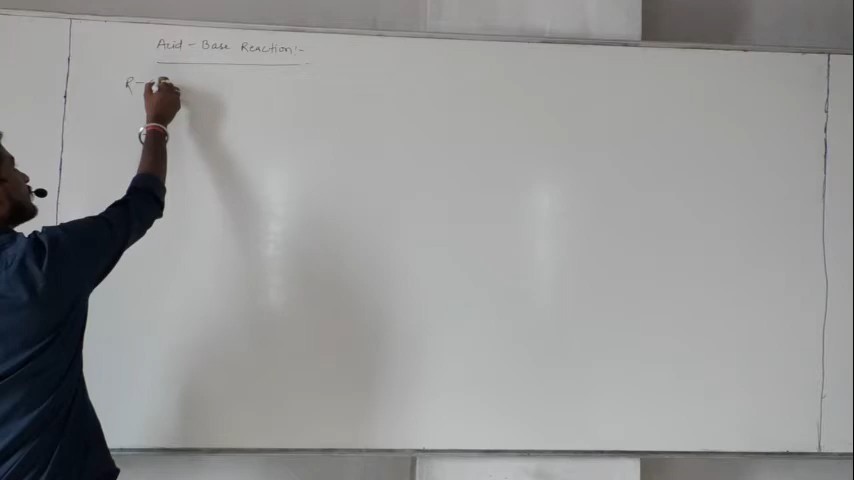 Acid - Base Reaction :-
R-